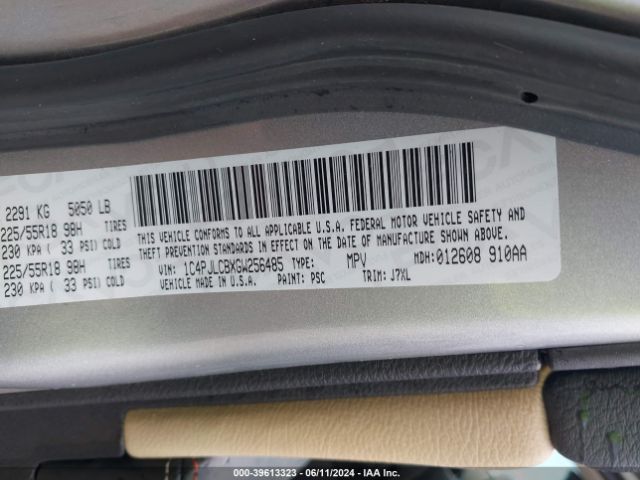 2291 KG 5050 LB
225/55R18 98H TIRES
230 KPA ( 33 PSI) COLD
225/55R18 98H TIRES
230 KPA ( 33 PSI) COLD
THIS VEHICLE CONFORMS TO ALL APPLICABLE U.S.A. FEDERAL MOTOR VEHICLE SAFETY AND
THEFT PREVENTION STANDARDS IN EFFECT ON THE DATE OF MANUFACTURE SHOWN ABOVE.
VIN: 1C4PJLCBXGW256485 TYPE: MPV MDH: 012608 910AA
VEHICLE MADE IN U.S.A. PAINT: PSC TRIM: J7XL
000-39613323 - 06/11/2024 - IAA Inc.